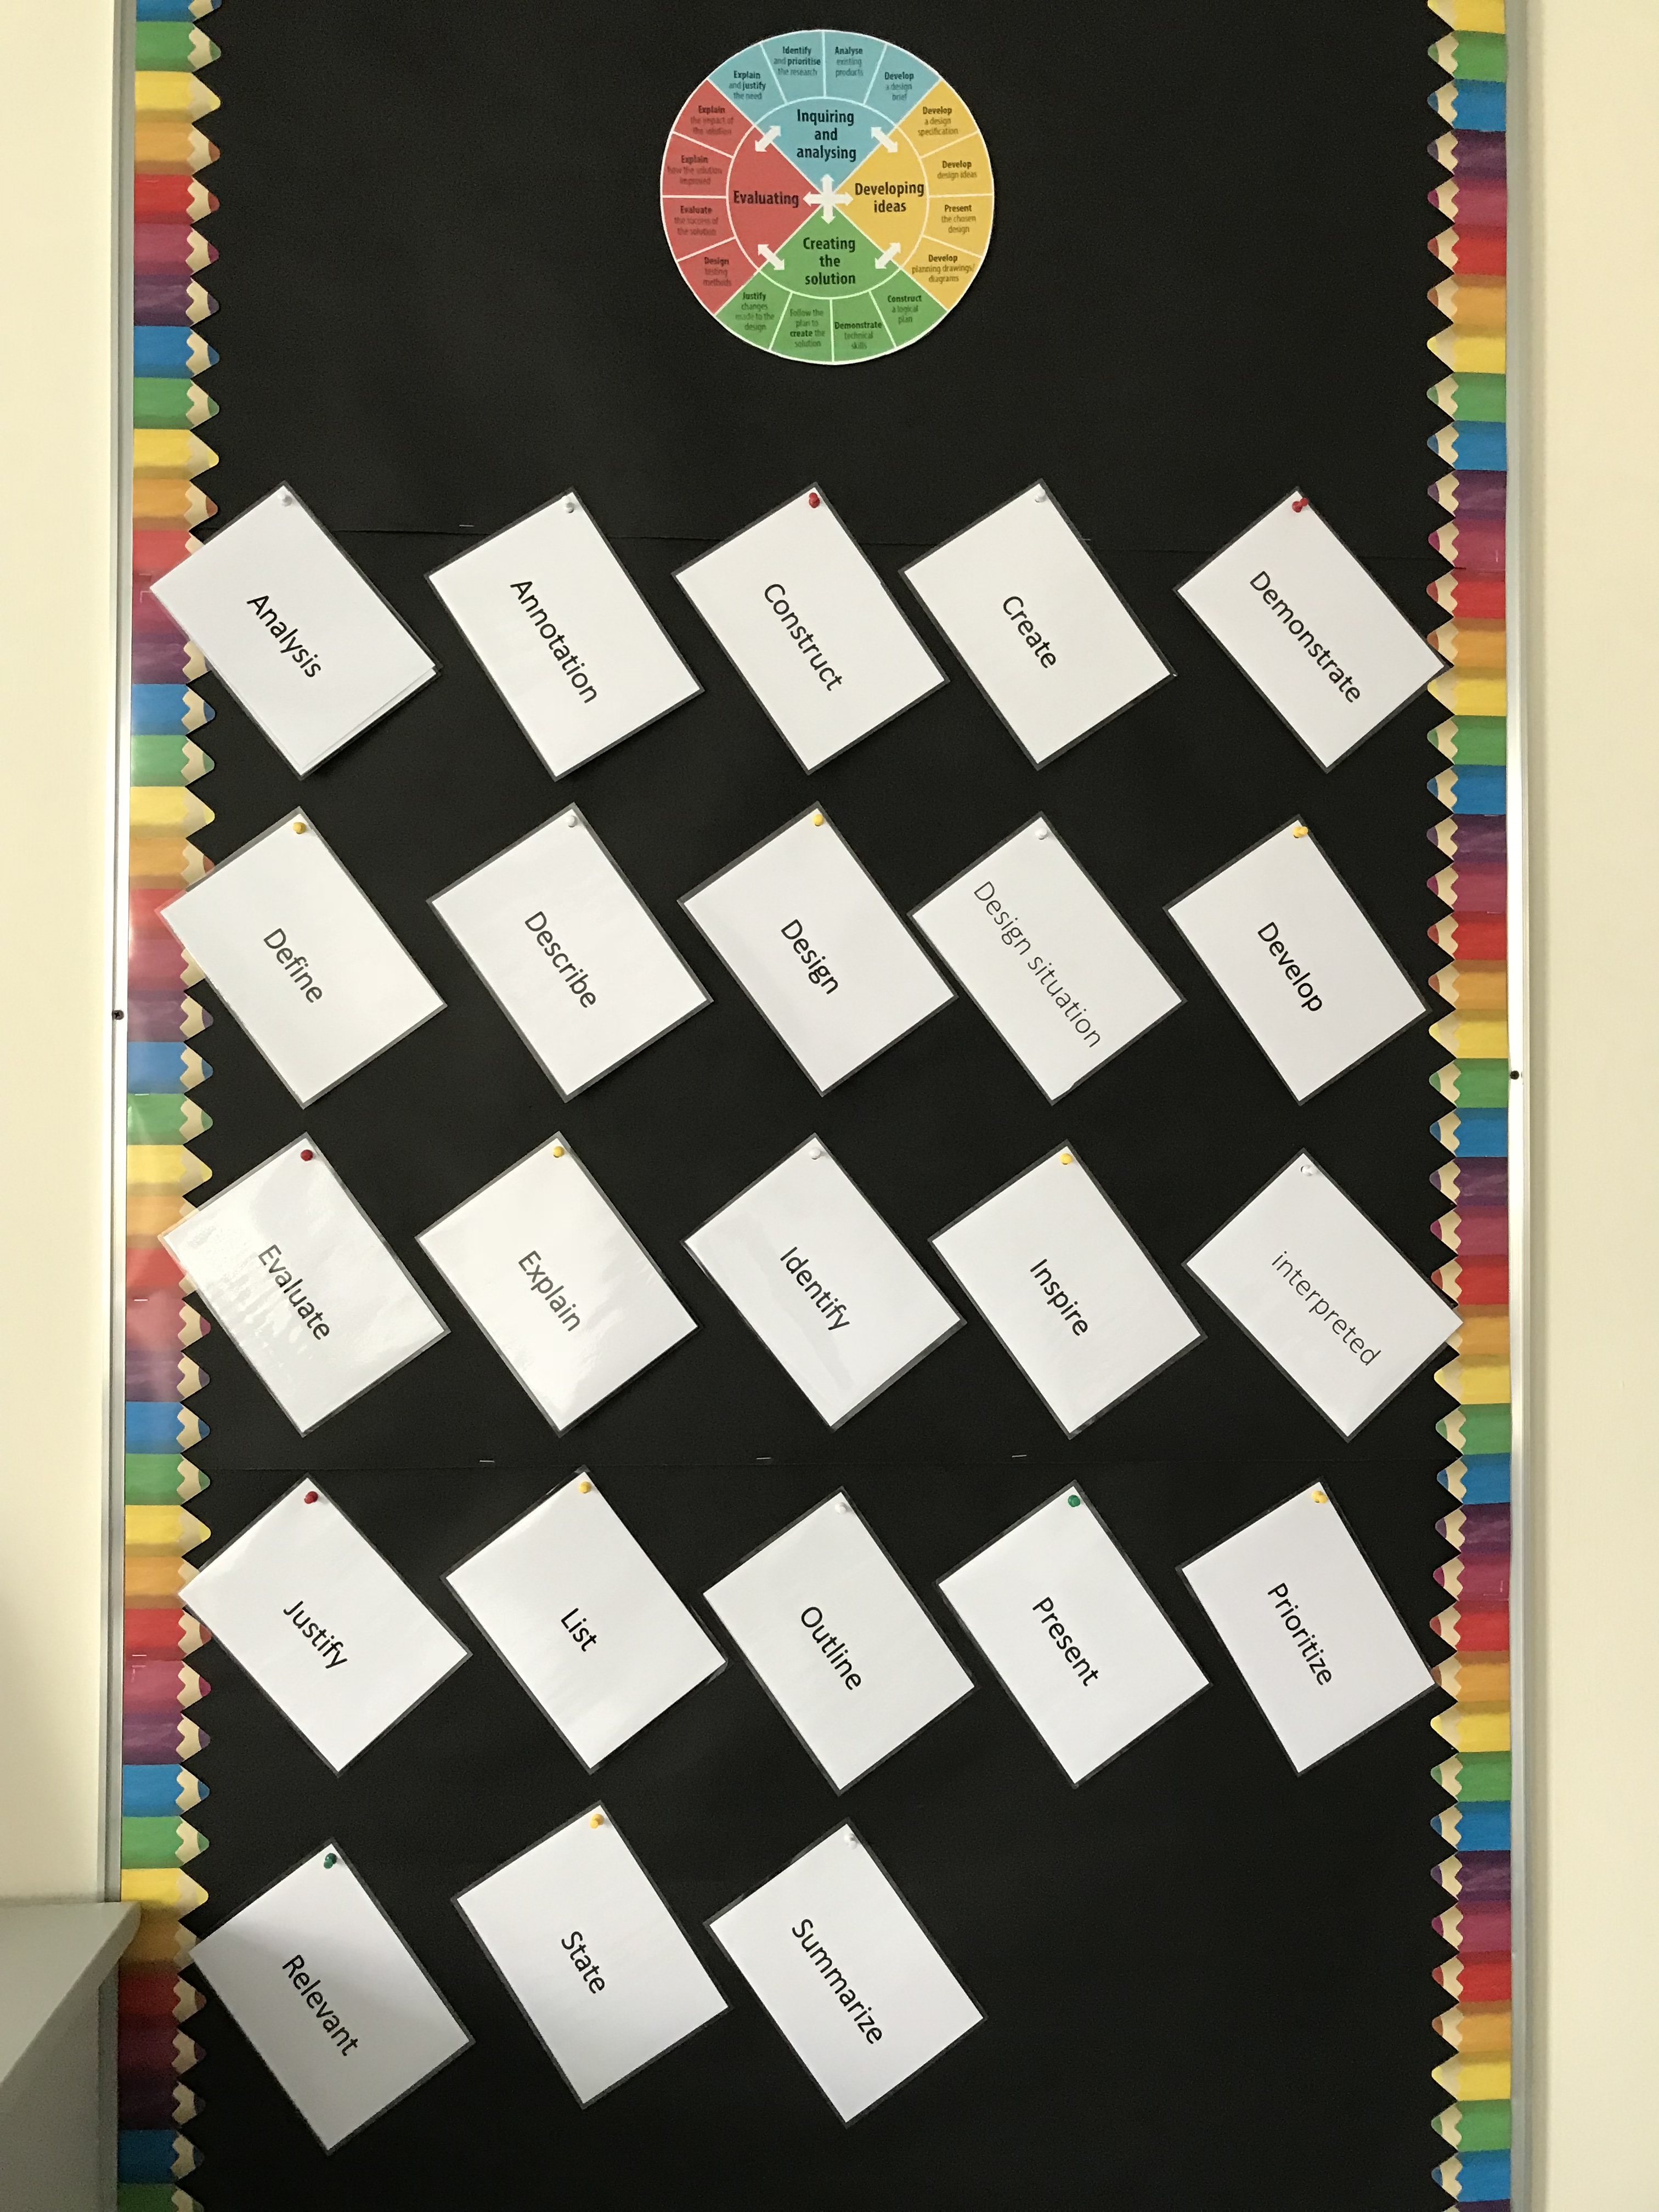 Identify
and prioritise
the research
Analyse
existing
products
Develop
a design
brief
Explain
and justify
the need
Inquiring
and
analysing
Develop
a design
specification
Develop
design ideas
Present
the chosen
design
Develop
planning drawings/
diagrams
Developing
ideas
Construct
a logical
plan
Demonstrate
technical
skills
Follow the
plan to
create the
solution
Justify
changes
made to the
design
Creating
the
solution
Design
testing
methods
Evaluate
the success of
the solution
Explain
how the solution
improved
Explain
the impact of
the solution
Evaluating
Analysis
Annotation
Construct
Create
Demonstrate
Define
Describe
Design
Design situation
Develop
Evaluate
Explain
Identify
Inspire
interpreted
Justify
List
Outline
Present
Prioritize
Relevant
State
Summarize